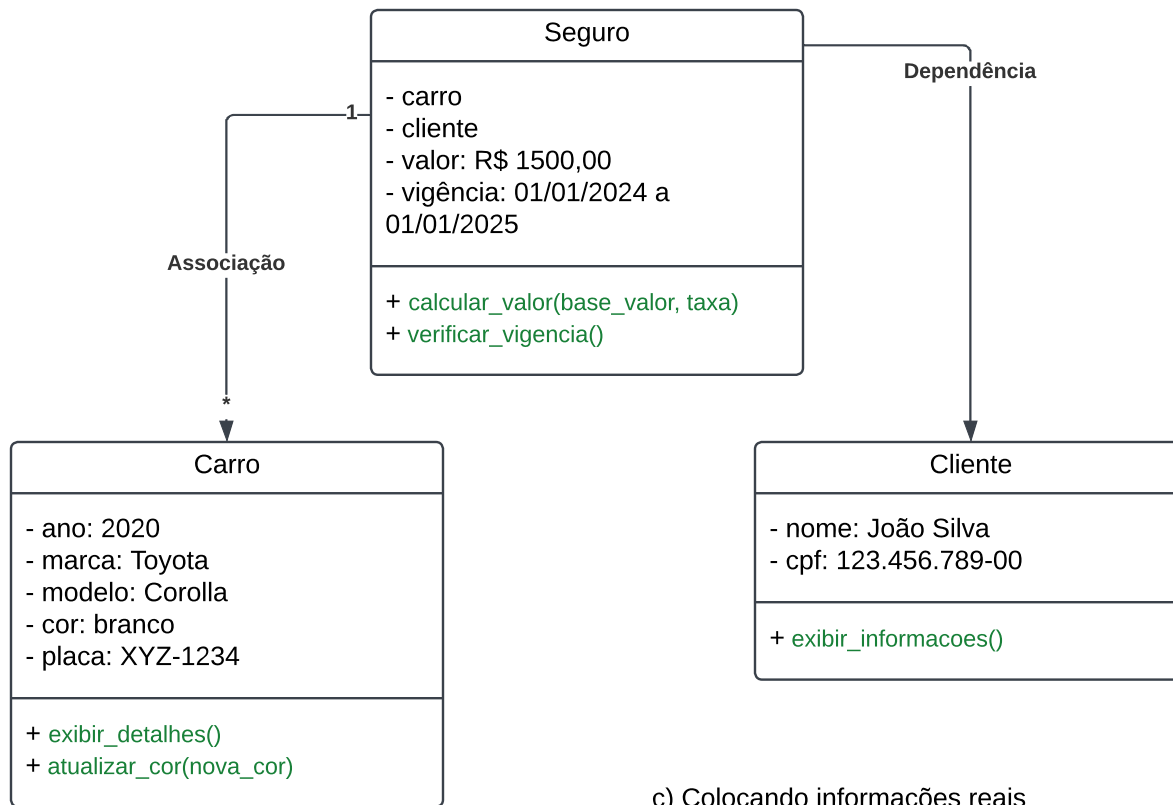 Seguro
- carro
- cliente
- valor: R$ 1500,00
- vigência: 01/01/2024 a
01/01/2025
+ calcular_valor(base_valor, taxa)
+ verificar_vigencia()
Dependência
1
Associação
*
Carro
- ano: 2020
- marca: Toyota
- modelo: Corolla
- cor: branco
- placa: XYZ-1234
+ exibir_detalhes()
+ atualizar_cor(nova_cor)
Cliente
- nome: João Silva
- cpf: 123.456.789-00
+ exibir_informacoes()
c) Colocando informações reais